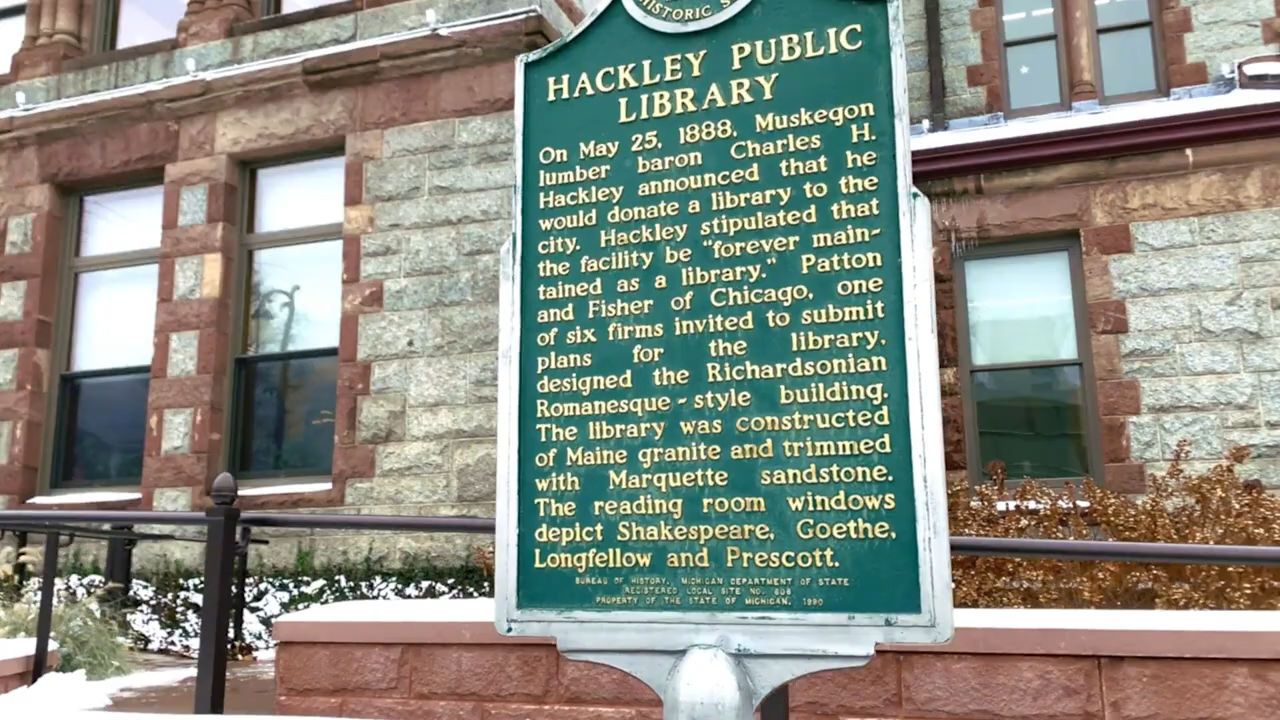 HISTORIC
HACKLEY PUBLIC
LIBRARY
On May 25, 1888, Muskegon
lumber baron Charles H.
Hackley announced that he
would donate a library to the
city. Hackley stipulated that
the facility be "forever main-
tained as a library." Patton
and Fisher of Chicago, one
of six firms invited to submit
plans for the library,
designed the Richardsonian
Romanesque-style building.
The library was constructed
of Maine granite and trimmed
with Marquette sandstone.
The reading room windows
depict Shakespeare, Goethe,
Longfellow and Prescott.
BUREAU OF HISTORY, MICHIGAN DEPARTMENT OF STATE
REGISTERED LOCAL SITE NO.
PROPERTY OF THE STATE OF MICHIGAN, 1990